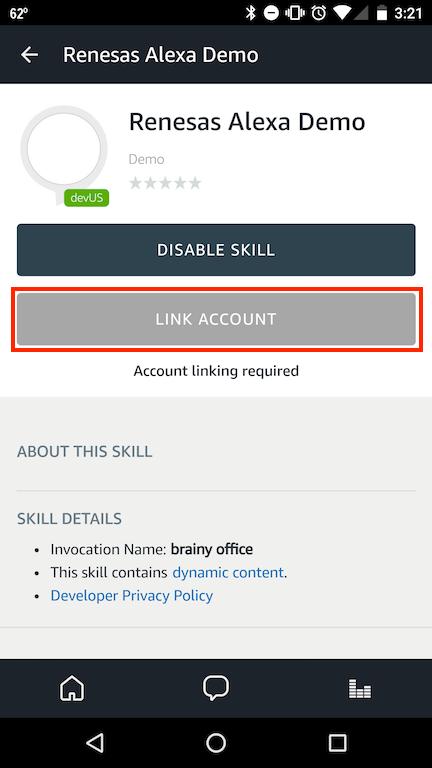 62° 3:21
Renesas Alexa Demo
Renesas Alexa Demo
Demo
devUS
DISABLE SKILL
LINK ACCOUNT
Account linking required
ABOUT THIS SKILL
SKILL DETAILS
• Invocation Name: brainy office
• This skill contains dynamic content.
• Developer Privacy Policy